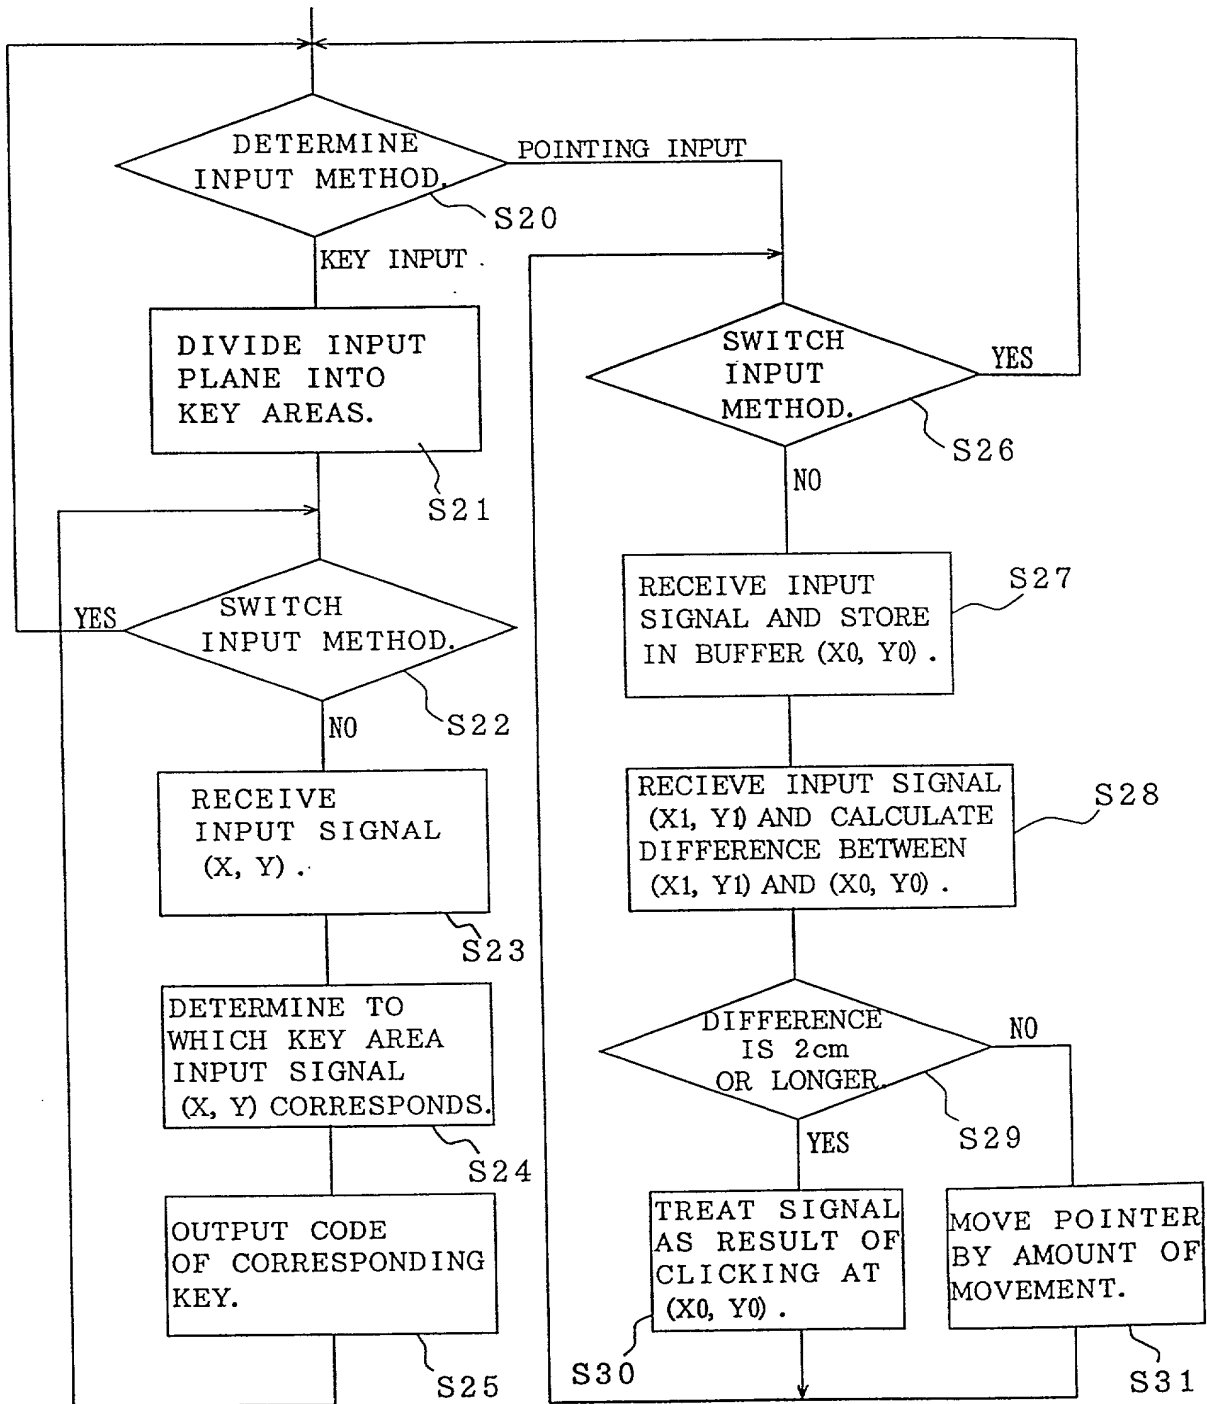 DETERMINE
INPUT METHOD.
S20
POINTING INPUT
KEY INPUT
DIVIDE INPUT
PLANE INTO
KEY AREAS.
S21
SWITCH
INPUT METHOD.
YES
S22
NO
RECEIVE
INPUT SIGNAL
(X, Y).
S23
DETERMINE TO
WHICH KEY AREA
INPUT SIGNAL
(X, Y) CORRESPONDS.
S24
OUTPUT CODE
OF CORRESPONDING
KEY.
S25
SWITCH
INPUT
METHOD.
YES
S26
NO
RECEIVE INPUT
SIGNAL AND STORE
IN BUFFER (X0, Y0).
S27
RECIEVE INPUT SIGNAL
(X1, Y1) AND CALCULATE
DIFFERENCE BETWEEN
(X1, Y1) AND (X0, Y0).
S28
DIFFERENCE
IS 2cm
OR LONGER.
NO
S29
YES
TREAT SIGNAL
AS RESULT OF
CLICKING AT
(X0, Y0).
S30
MOVE POINTER
BY AMOUNT OF
MOVEMENT.
S31